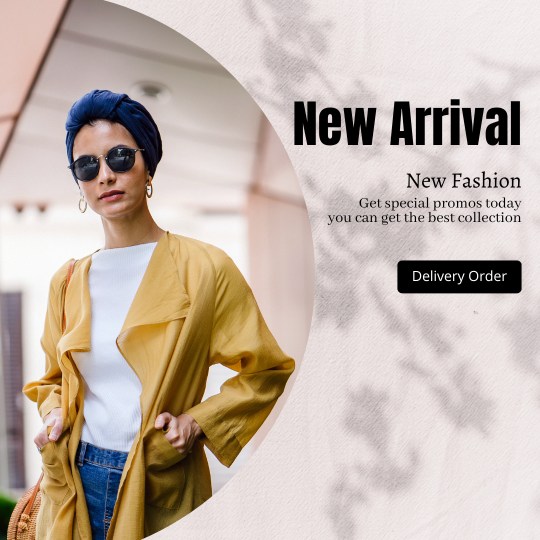 New Arrival
New Fashion
Get special promos today
you can get the best collection
Delivery Order